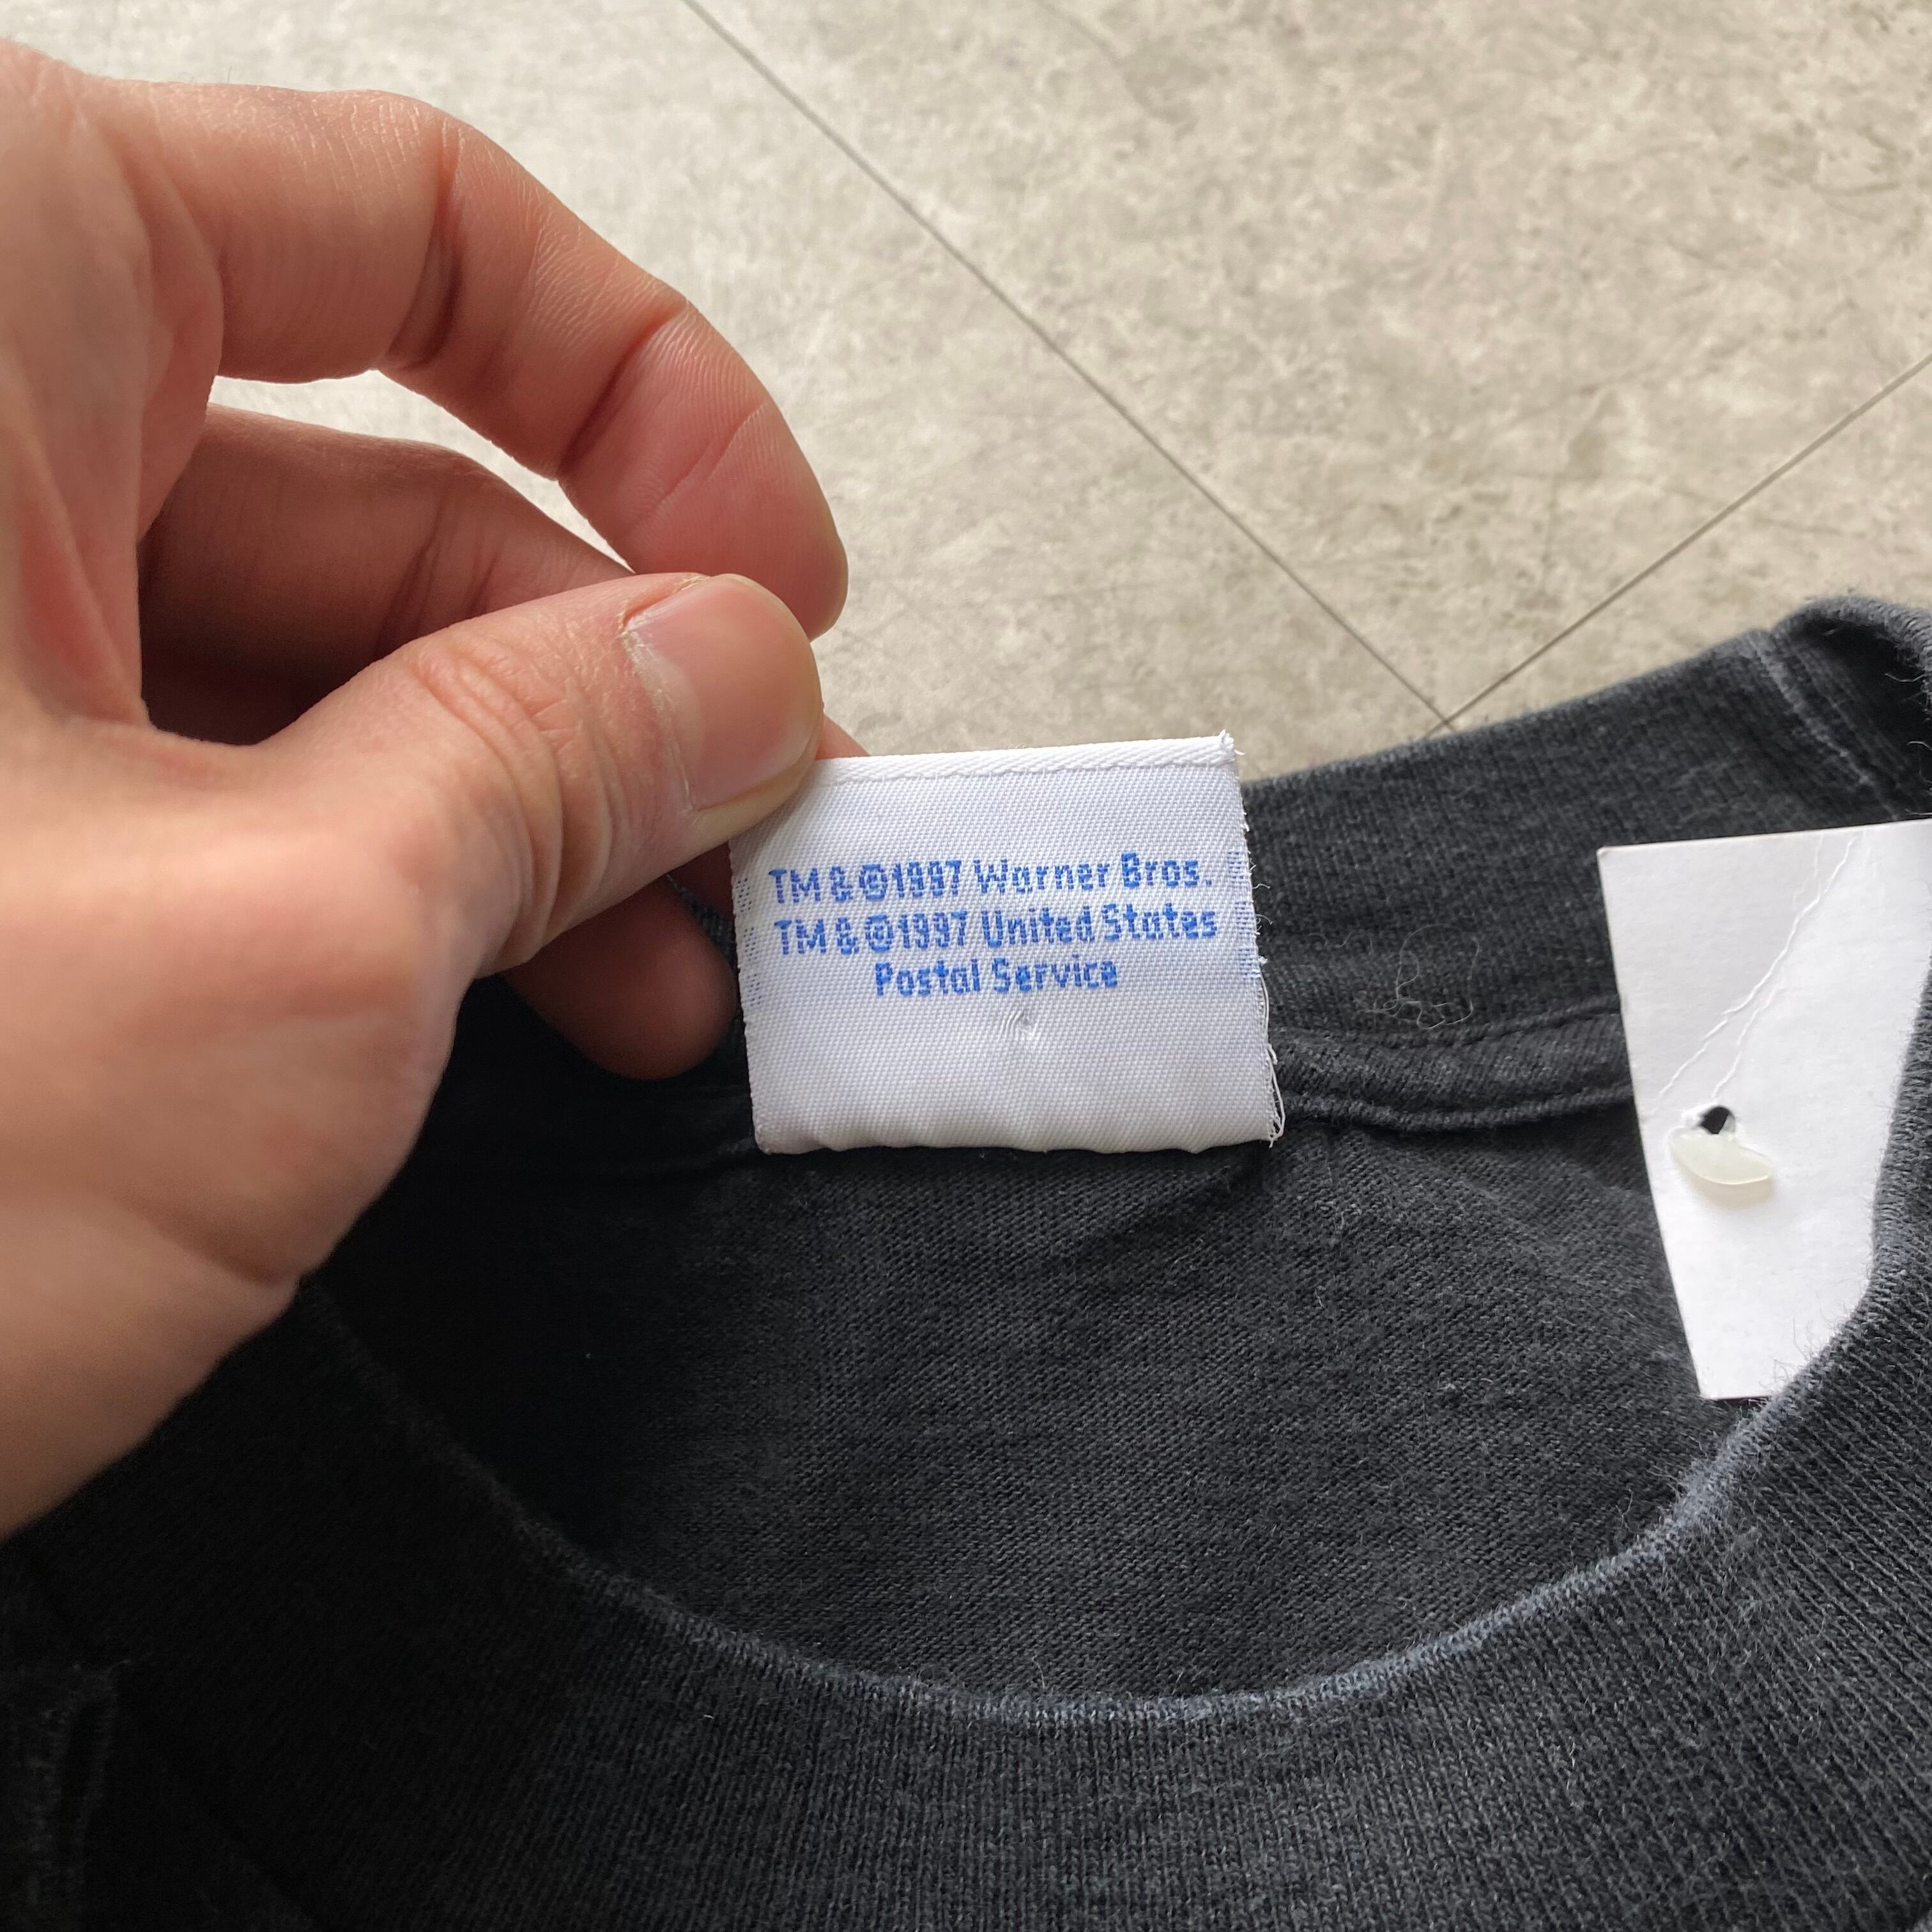 TM & ©1997 Warner Bros.
TM & ©1997 United States
Postal Service